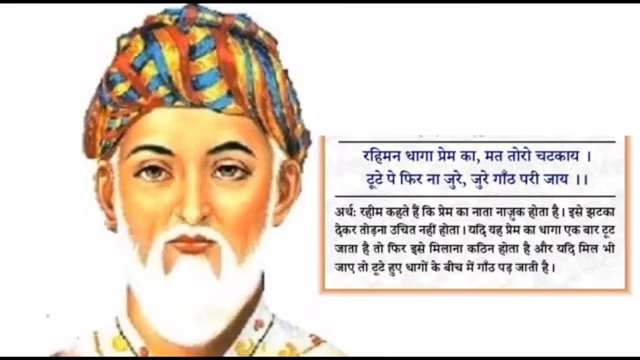 रहिमन धागा प्रेम का, मत तोरो चटकाय ।
टूटे पे फिर ना जुरे, जुरे गाँठ परी जाय ।।
अर्थ: रहीम कहते हैं कि प्रेम का नाता नाज़ुक होता है। इसे झटका
देकर तोड़ना उचित नहीं होता। यदि यह प्रेम का धागा एक बार टूट
जाता है तो फिर इसे मिलाना कठिन होता है और यदि मिल भी
जाए तो टूटे हुए धागों के बीच में गाँठ पड़ जाती है।